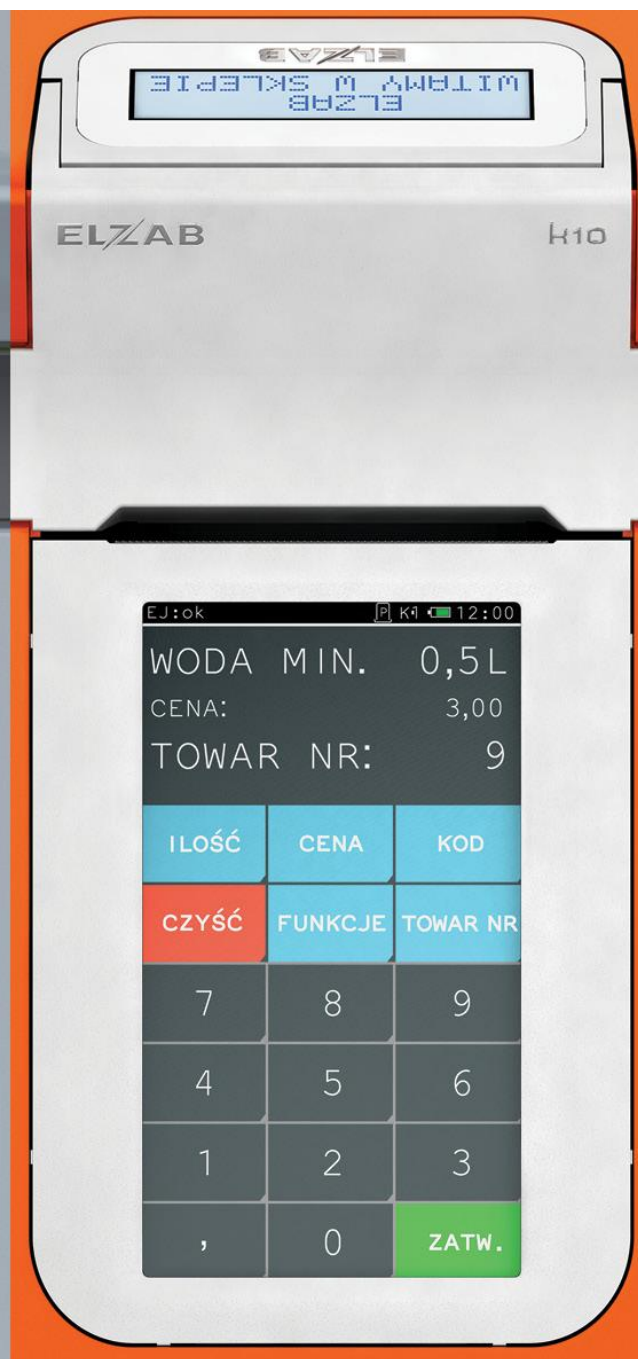 ELZAB
WITAMY W SKLEPIE
ELZAB
ELZAB k10
EJ:ok P K 12:00
WODA MIN. 0,5L
CENA: 3,00
TOWAR NR: 9
ILOŚĆ CENA KOD
CZYŚĆ FUNKCJE TOWAR NR
7 8 9
4 5 6
1 2 3
, 0 ZATW.